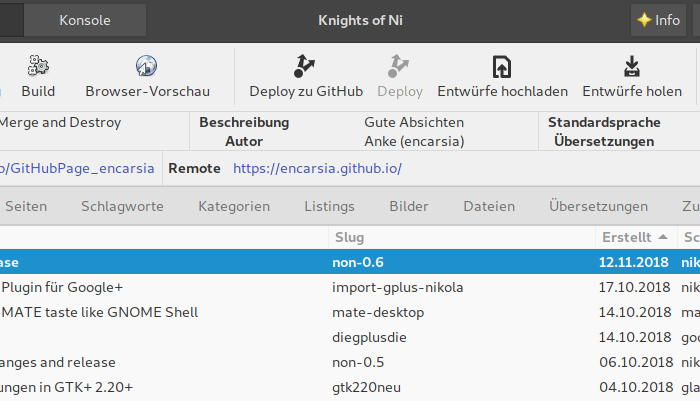 Konsole Knights of Ni Info
Build Browser-Vorschau Deploy zu GitHub Deploy Entwürfe hochladen Entwürfe holen
Merge and Destroy Beschreibung Gute Absichten Standardsprache
Autor Anke (encarsia) Übersetzungen
o/GitHubPage_encarsia Remote https://encarsia.github.io/
Seiten Schlagworte Kategorien Listings Bilder Dateien Übersetzungen Zu
Slug Erstellt Sc
ase non-0.6 12.11.2018 nik
Plugin für Google+ import-gplus-nikola 17.10.2018 nik
MATE taste like GNOME Shell mate-desktop 14.10.2018 ma
diegplusdie 14.10.2018 goo
anges and release non-0.5 06.10.2018 nik
ungen in GTK+ 2.20+ gtk220neu 04.10.2018 gla